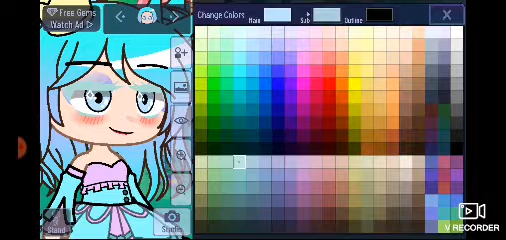 Free Gems
Watch Ad
Change Colors Main Sub Outline X
Stand
Studio
V RECORDER